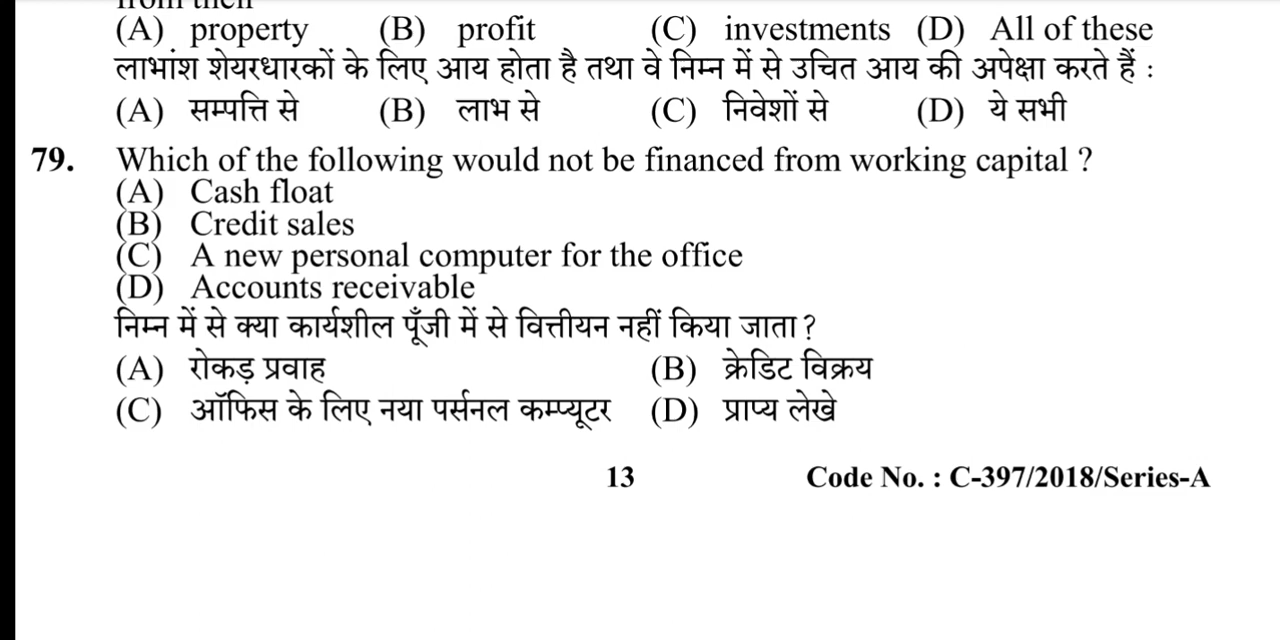 (A) property (B) profit (C) investments (D) All of these
लाभांश शेयरधारकों के लिए आय होता है तथा वे निम्न में से उचित आय की अपेक्षा करते हैं :
(A) सम्पत्ति से (B) लाभ से (C) निवेशों से (D) ये सभी
79. Which of the following would not be financed from working capital ?
(A) Cash float
(B) Credit sales
(C) A new personal computer for the office
(D) Accounts receivable
निम्न में से क्या कार्यशील पूँजी में से वित्तीयन नहीं किया जाता ?
(A) रोकड़ प्रवाह (B) क्रेडिट विक्रय
(C) ऑफिस के लिए नया पर्सनल कम्प्यूटर (D) प्राप्य लेखे
13 Code No. : C-397/2018/Series-A